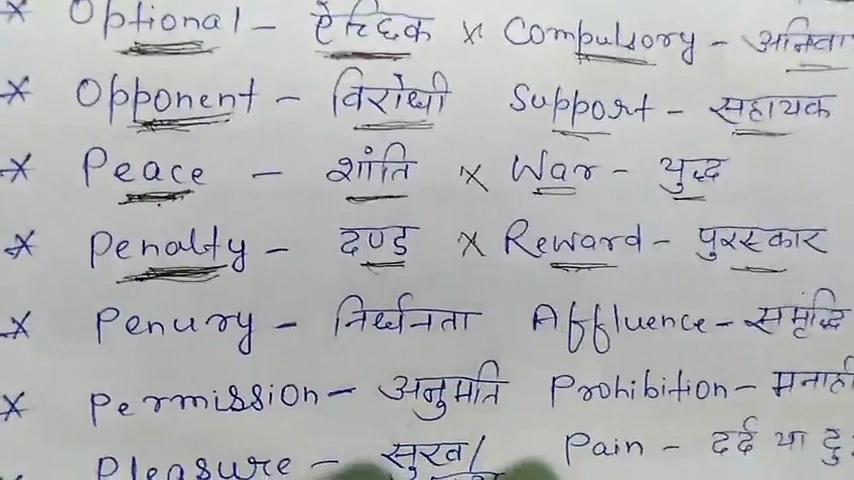 * Optional - ऐच्छिक × Compulsory -
* Opponent - विरोधी Support - सहायक
* Peace - शांति × War - युद्ध
* Penalty - दण्ड × Reward - पुरस्कार
* Penury - निर्धनता Affluence - समृद्धि
* Permission - अनुमति Prohibition - मनाही
Pleasure - सुख/ Pain - दर्द या